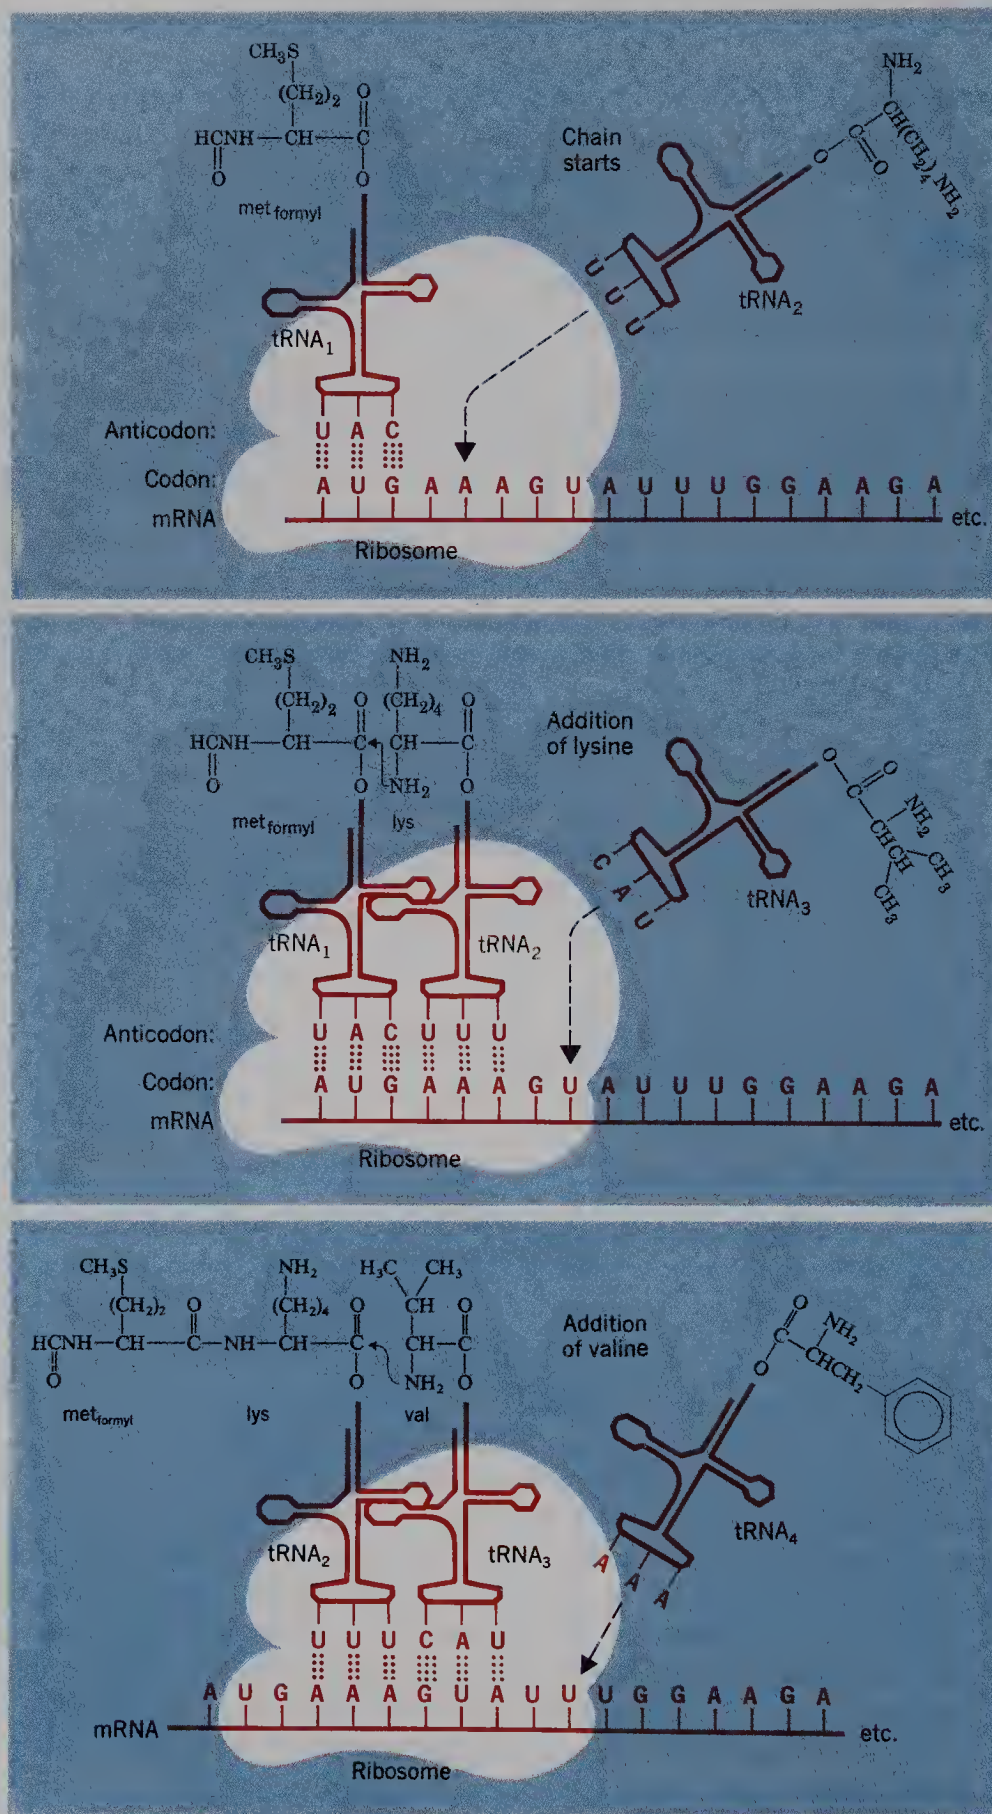 CH₃S
(CH₂)₂ O NH₂
HCNH—CH—C
O O
met formyl
Chain
starts
O C O CH(CH₂)₄NH₂
tRNA₁
U U U
tRNA₂
Anticodon: U A C
Codon: A U G A A A G U A U U U G G A A G A
mRNA etc.
Ribosome
CH₃S NH₂
(CH₂)₂ O (CH₂)₄ O
HCNH—CH—C CH—C
O O NH₂ O
met formyl lys
Addition
of lysine
O C O NH₂ CHCH CH₃ CH₃
tRNA₁ tRNA₂
C A U
tRNA₃
Anticodon: U A C U U U
Codon: A U G A A A G U A U U U G G A A G A
mRNA etc.
Ribosome
CH₃S NH₂ H₃C CH₃
(CH₂)₂ O (CH₂)₄ O CH O
HCNH—CH—C—NH—CH—C CH—C
O O NH₂ O
met formyl lys val
Addition
of valine
O C O NH₂ CHCH₂
tRNA₂ tRNA₃
A A A
tRNA₄
U U U C A U
A U G A A A G U A U U U G G A A G A
mRNA etc.
Ribosome